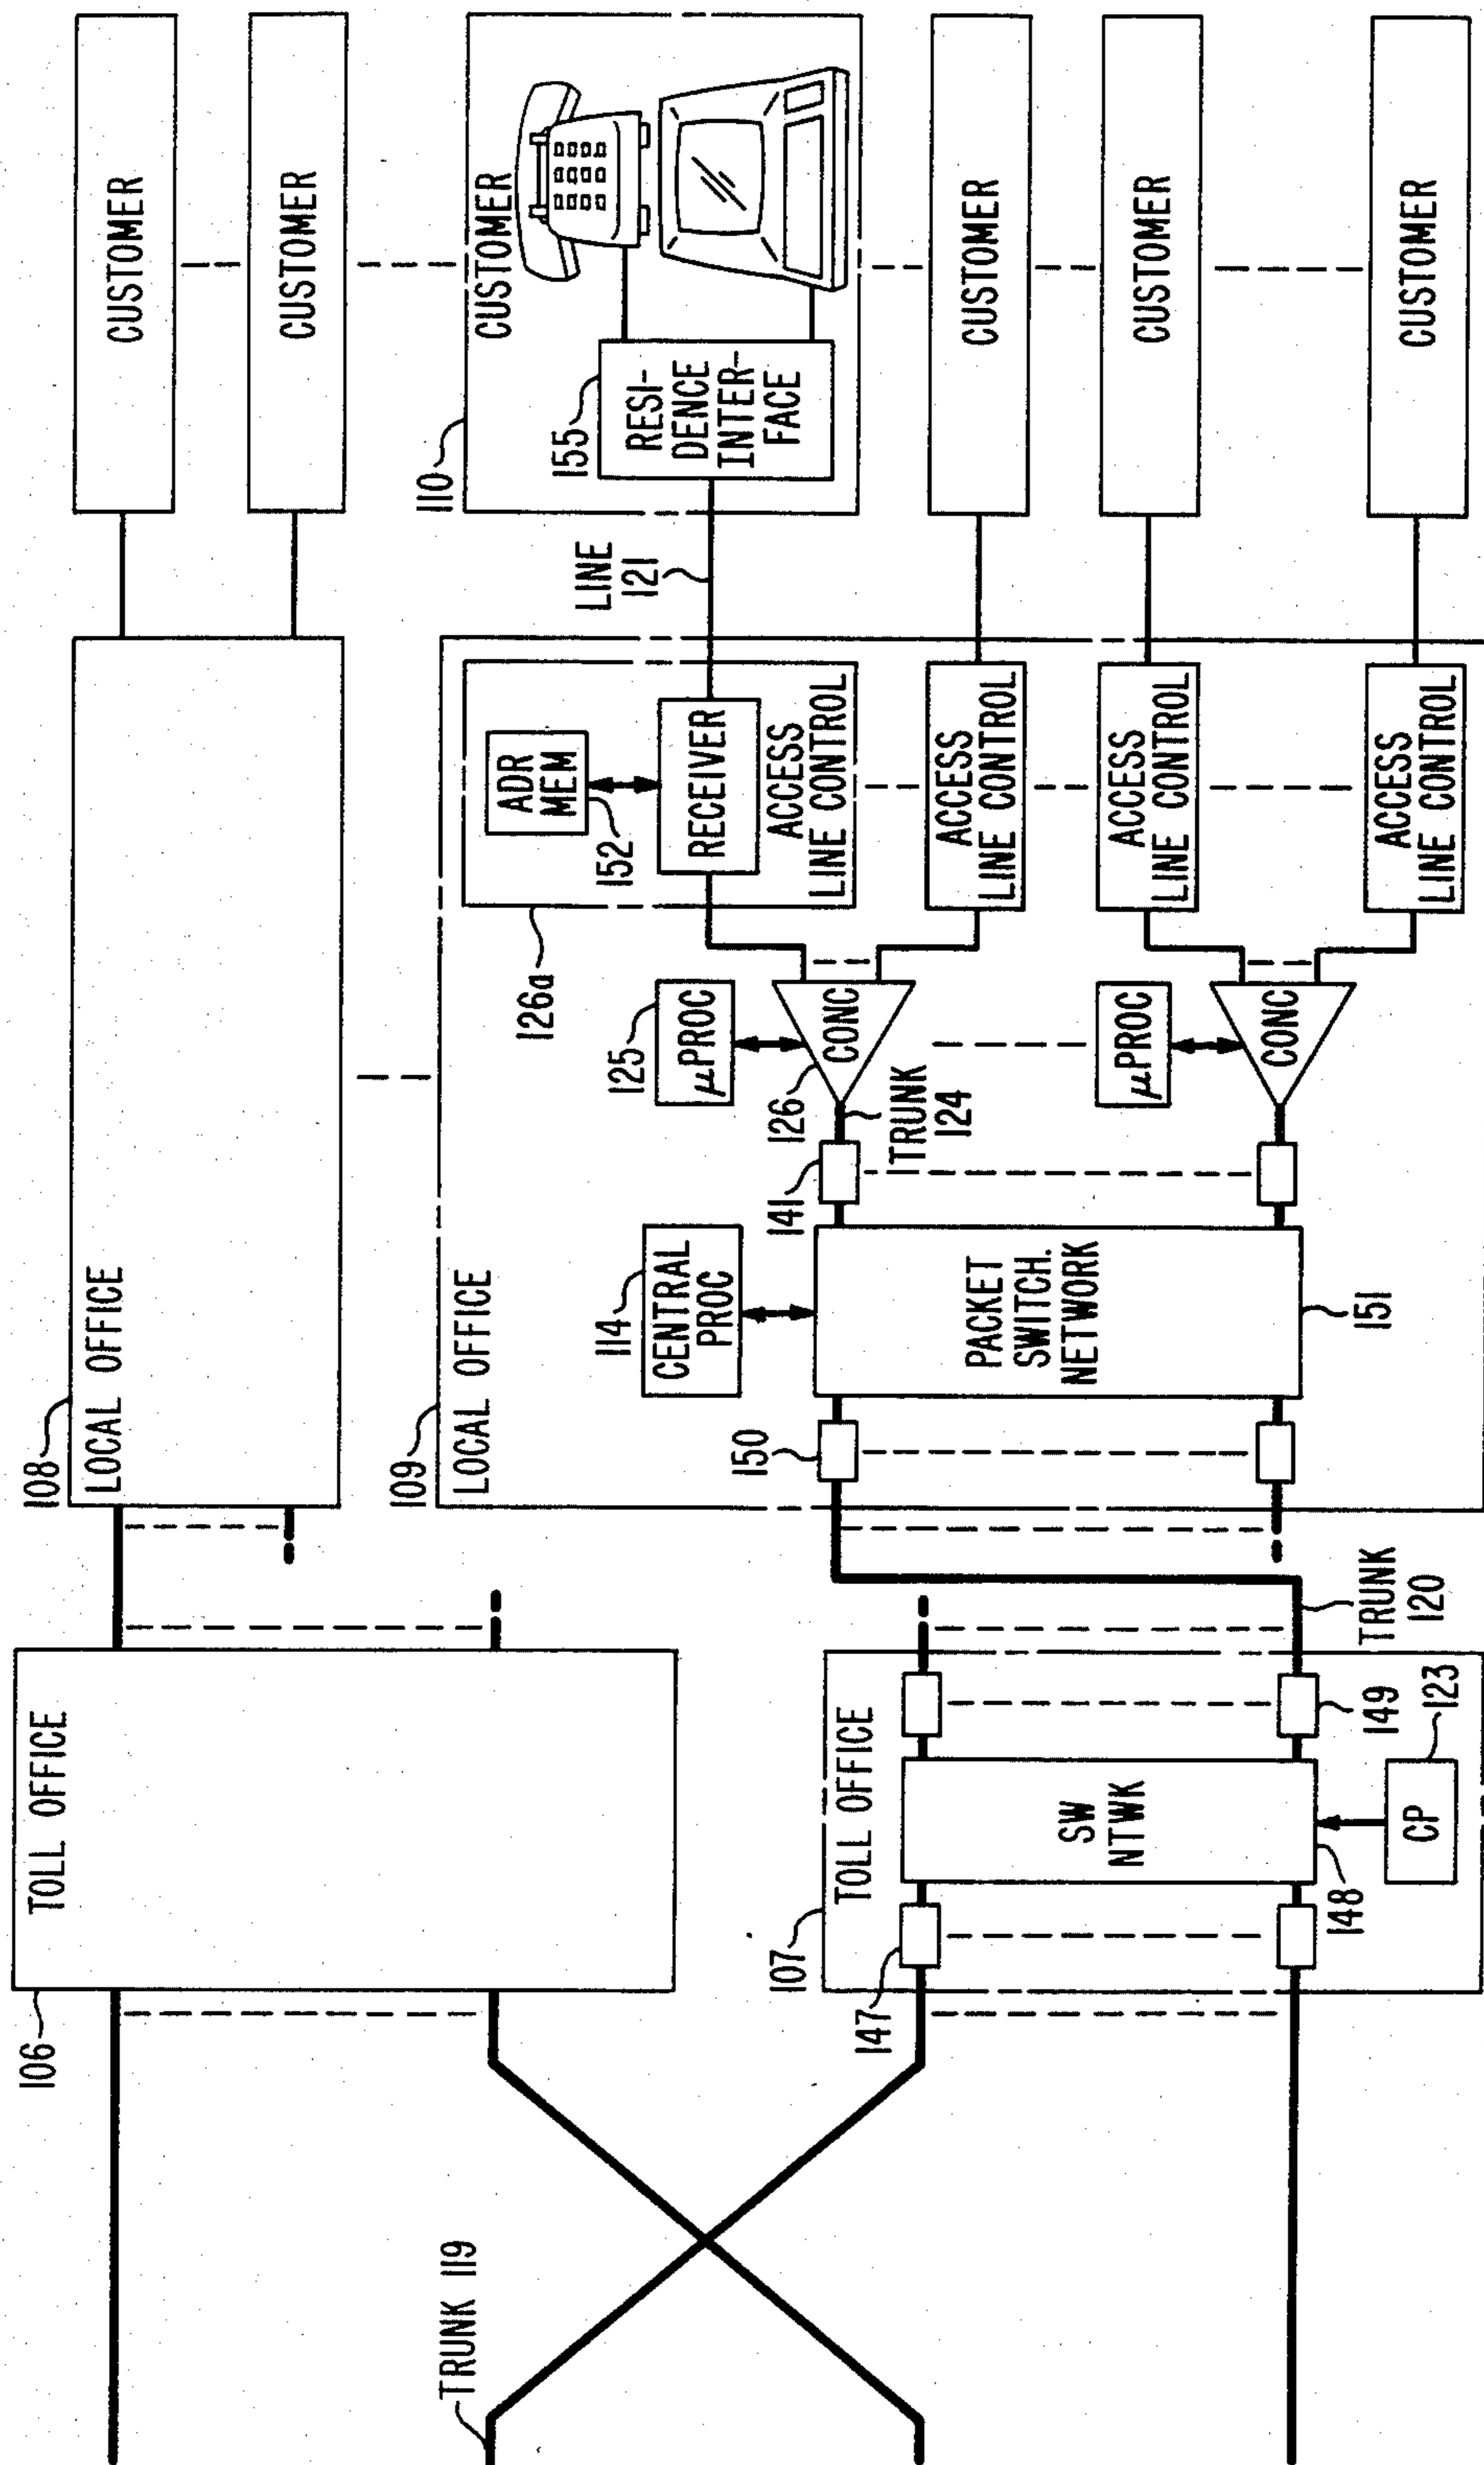 106
TOLL OFFICE
108
LOCAL OFFICE
CUSTOMER
CUSTOMER
TRUNK 119
107
TOLL OFFICE
147
SW
NTWK
148
CP
123
149
TRUNK
120
109
LOCAL OFFICE
150
114
CENTRAL
PROC
PACKET
SWITCH.
NETWORK
151
141
TRUNK
124
125
μPROC
126
CONC
μPROC
CONC
126a
ADR
MEM
152
RECEIVER
ACCESS
LINE CONTROL
ACCESS
LINE CONTROL
ACCESS
LINE CONTROL
ACCESS
LINE CONTROL
LINE
121
110
CUSTOMER
155
RESI-
DENCE
INTER-
FACE
CUSTOMER
CUSTOMER
CUSTOMER